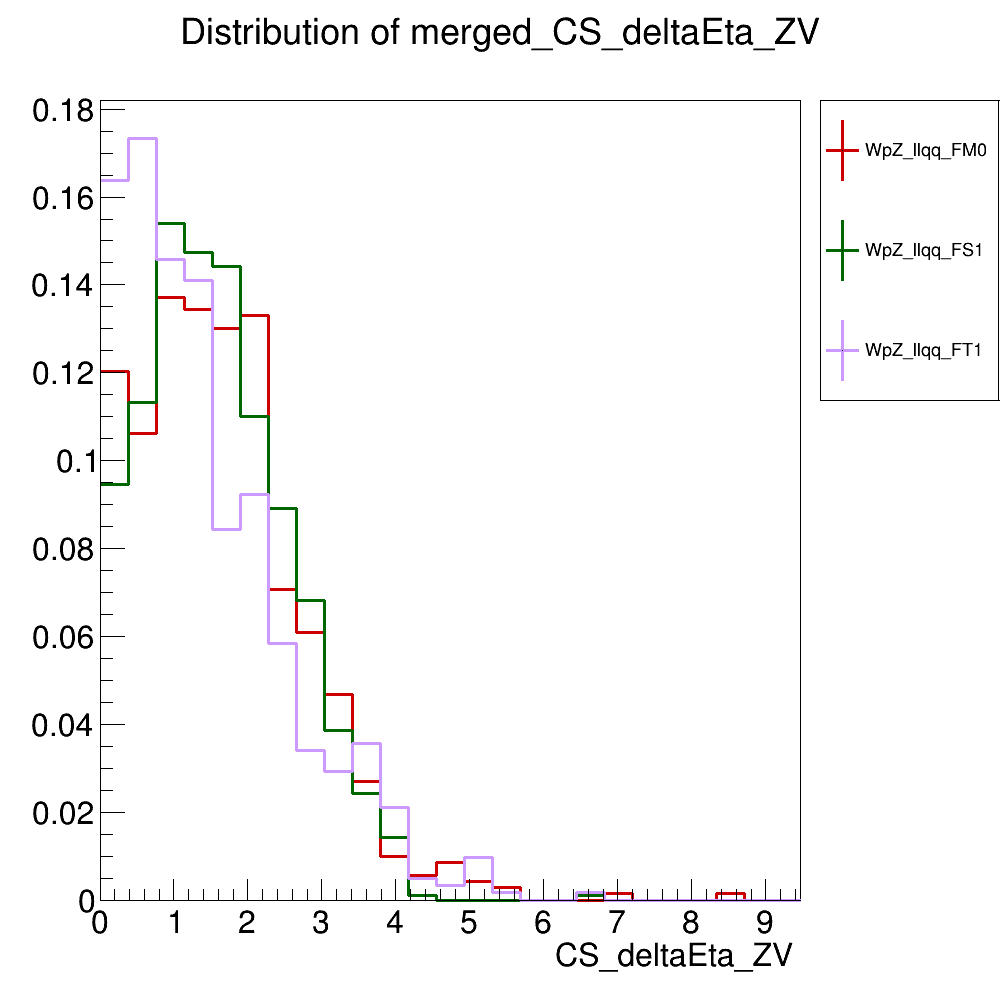 Distribution of merged_CS_deltaEta_ZV
0.18
0.16
0.14
0.12
0.1
0.08
0.06
0.04
0.02
0
0 1 2 3 4 5 6 7 8 9
CS_deltaEta_ZV
WpZ_llqq_FM0
WpZ_llqq_FS1
WpZ_llqq_FT1